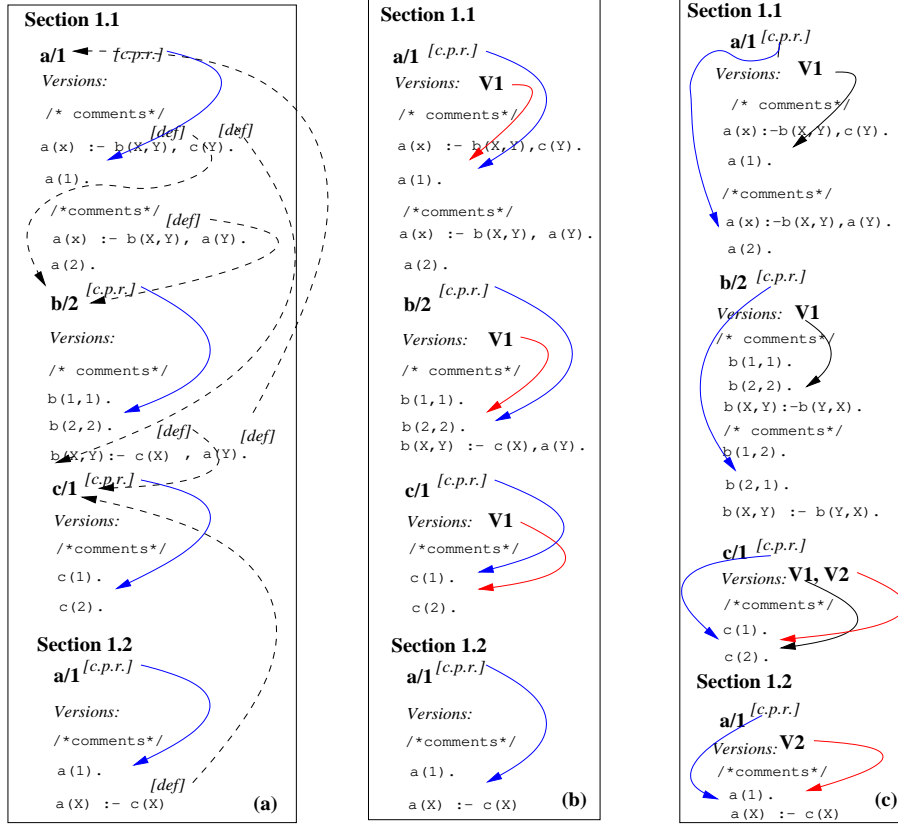 Section 1.1
a/1 [c.p.r.]
Versions:
/* comments*/
[def] [def]
a(x) :- b(X,Y), c(Y).
a(1).
/*comments*/
[def]
a(x) :- b(X,Y), a(Y).
a(2).
b/2 [c.p.r.]
Versions:
/* comments*/
b(1,1).
b(2,2).
[def] [def]
b(X,Y):- c(X) , a(Y).
c/1 [c.p.r.]
Versions:
/*comments*/
c(1).
c(2).
Section 1.2
a/1 [c.p.r.]
Versions:
/*comments*/
a(1).
[def]
a(X) :- c(X)
(a)
Section 1.1
a/1 [c.p.r.]
Versions: V1
/* comments*/
a(x) :- b(X,Y),c(Y).
a(1).
/*comments*/
a(x) :- b(X,Y), a(Y).
a(2).
b/2 [c.p.r.]
Versions: V1
/* comments*/
b(1,1).
b(2,2).
b(X,Y) :- c(X),a(Y).
c/1 [c.p.r.]
Versions: V1
/*comments*/
c(1).
c(2).
Section 1.2
a/1 [c.p.r.]
Versions:
/*comments*/
a(1).
a(X) :- c(X)
(b)
Section 1.1
a/1 [c.p.r.]
Versions: V1
/* comments*/
a(x):-b(X,Y),c(Y).
a(1).
/*comments*/
a(x):-b(X,Y),a(Y).
a(2).
b/2 [c.p.r.]
Versions: V1
/* comments*/
b(1,1).
b(2,2).
b(X,Y):-b(Y,X).
/* comments*/
b(1,2).
b(2,1).
b(X,Y) :- b(Y,X).
c/1 [c.p.r.]
Versions: V1, V2
/*comments*/
c(1).
c(2).
Section 1.2
a/1 [c.p.r.]
Versions: V2
/*comments*/
a(1).
a(X) :- c(X)
(c)